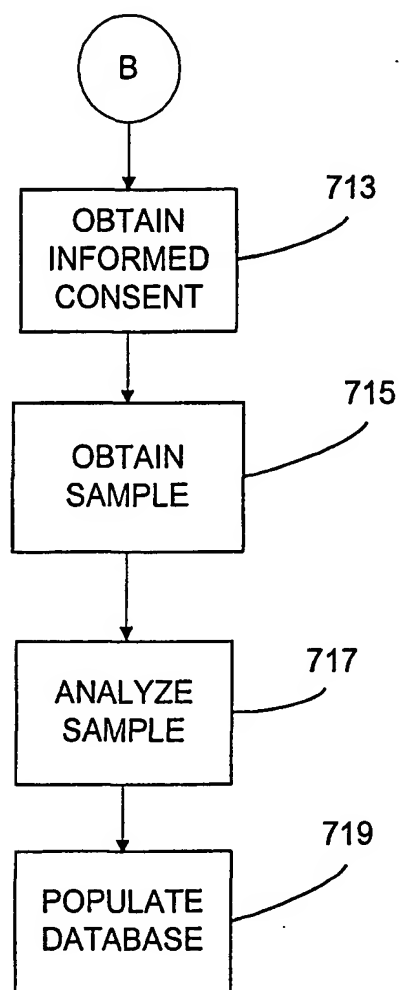 B
713
OBTAIN
INFORMED
CONSENT
715
OBTAIN
SAMPLE
717
ANALYZE
SAMPLE
719
POPULATE
DATABASE